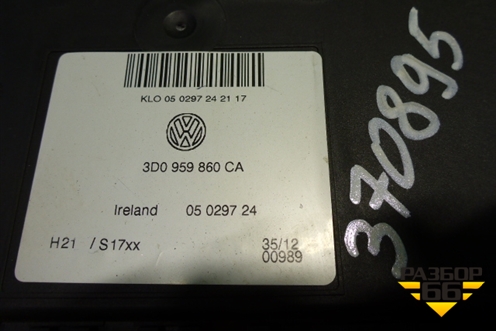 KLO 05 0297 24 21 17
3D0 959 860 CA
Ireland 05 0297 24
H21 /S17xx 35/12
00989
370895
РАЗБОР
66